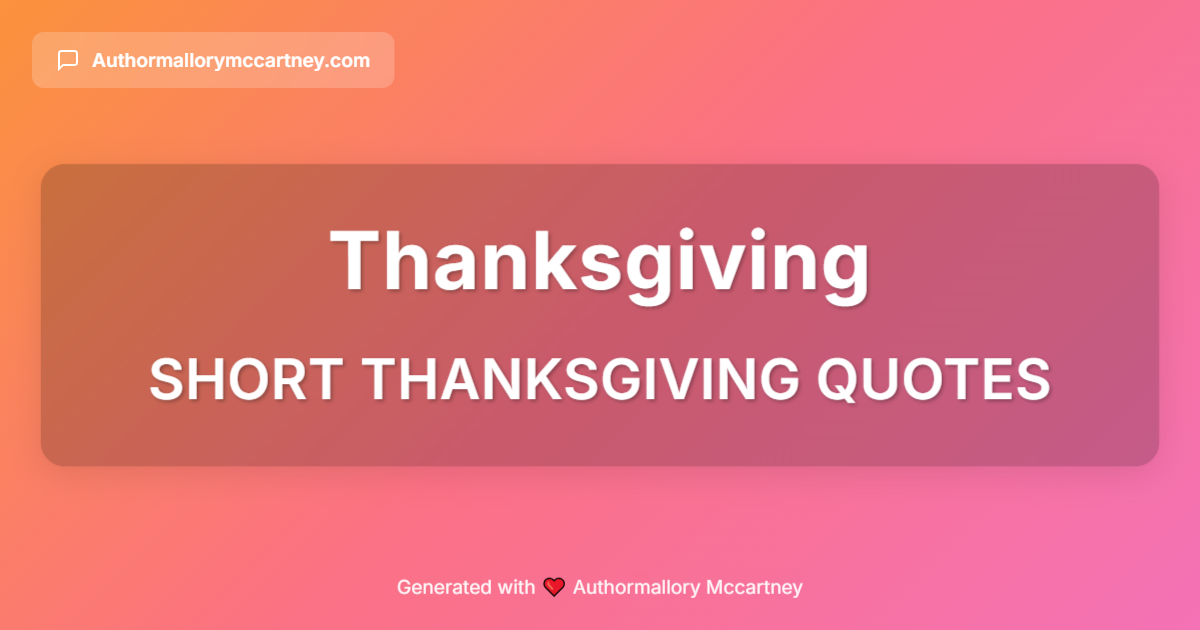 Authormallorymccartney.com
Thanksgiving
SHORT THANKSGIVING QUOTES
Generated with ❤️ Authormallory Mccartney